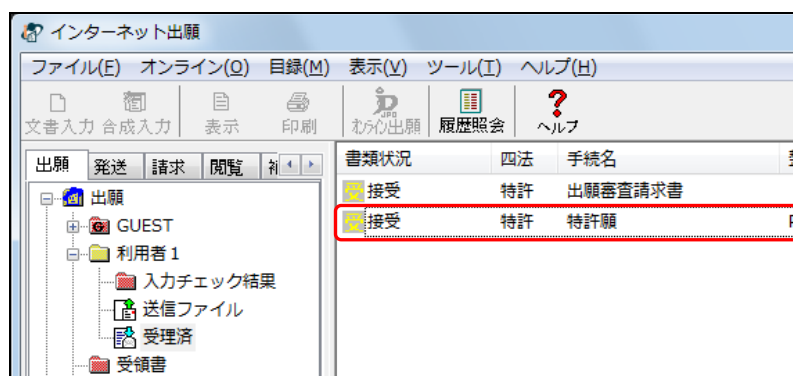 インターネット出願
ファイル(F) オンライン(O) 目録(M) 表示(V) ツール(T) ヘルプ(H)
文書入力 合成入力 表示 印刷 オンライン出願 履歴照会 ヘルプ
出願 発送 請求 閲覧
書類状況 四法 手続名
受 接受 特許 出願審査請求書
受 接受 特許 特許願
出願
GUEST
利用者1
入力チェック結果
送信ファイル
受理済
受領書